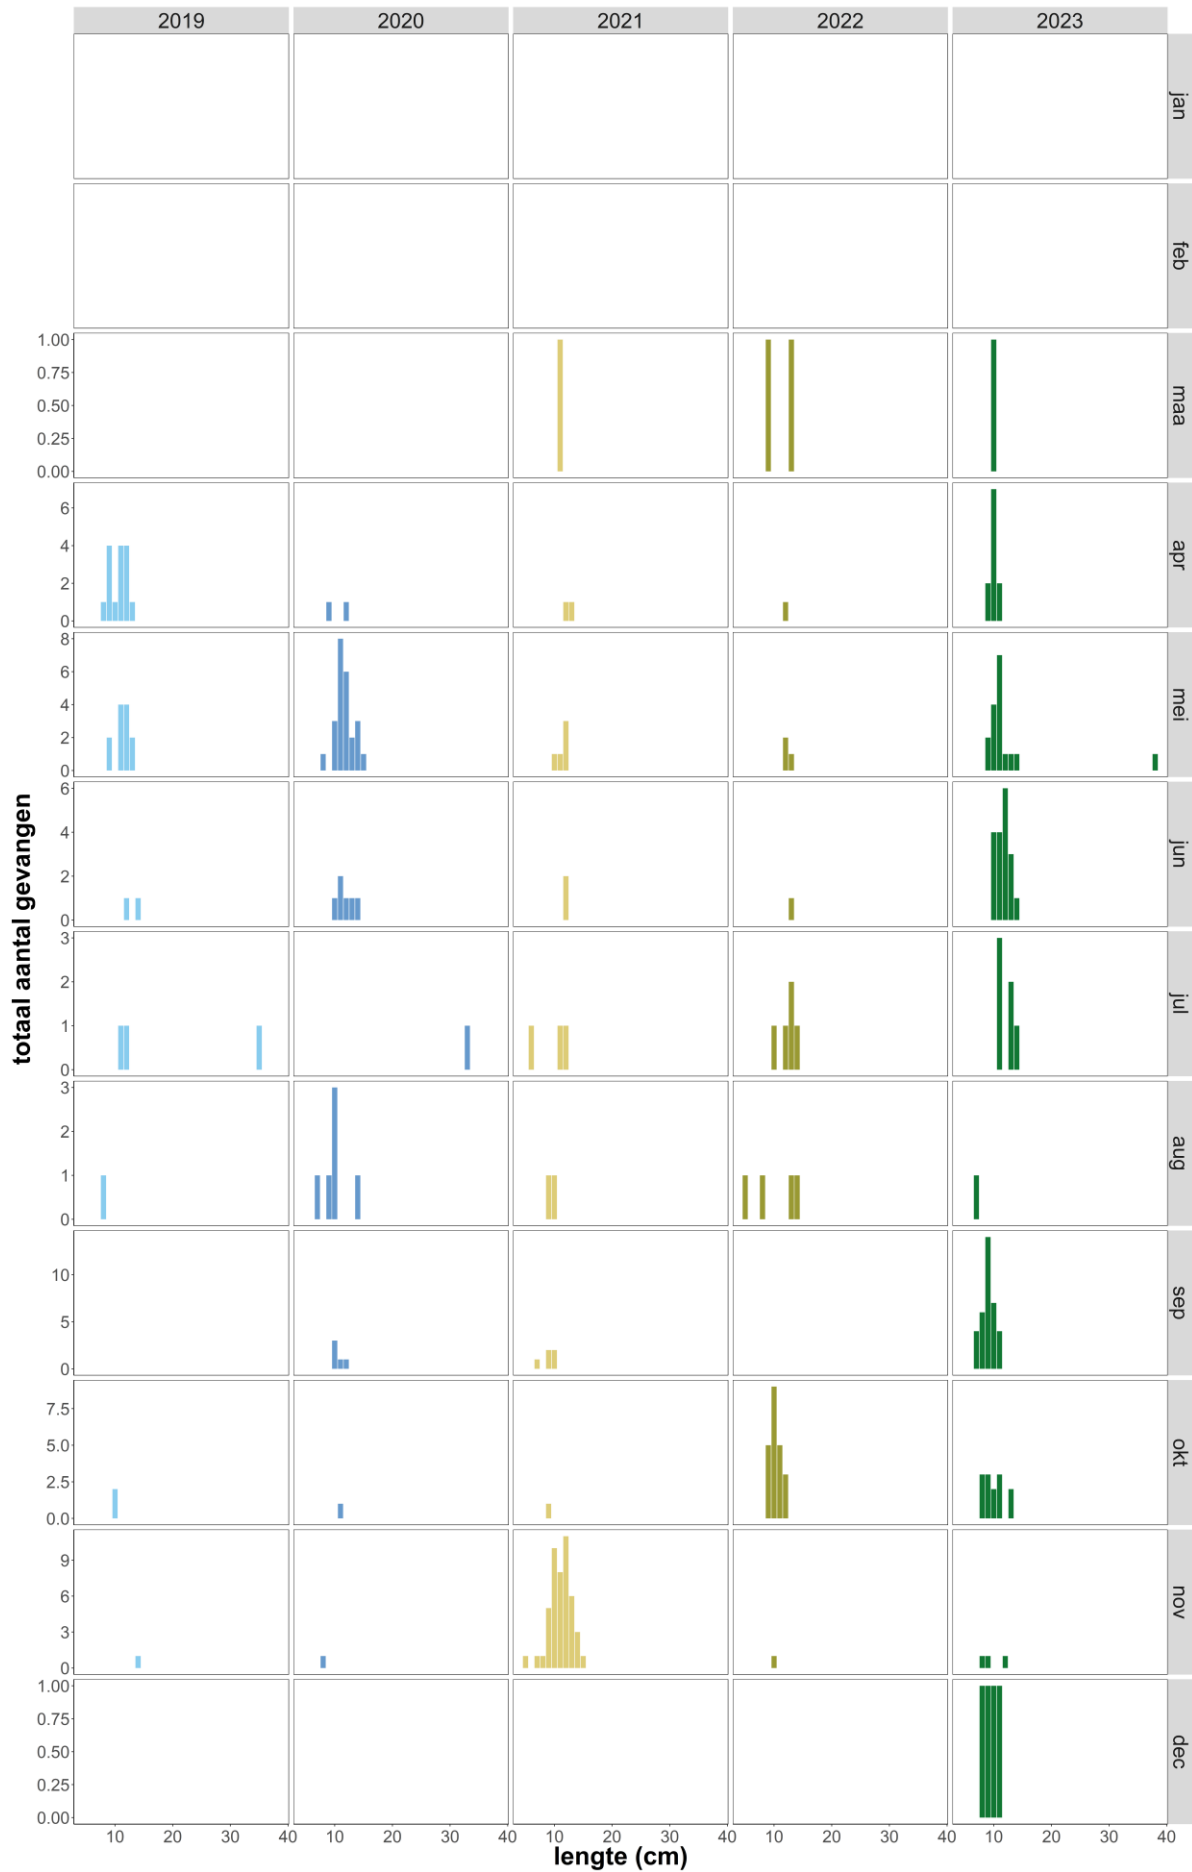 2019 2020 2021 2022 2023
jan
feb
1.00
0.75
0.50
0.25
0.00
maa
6
4
2
0
apr
8
6
4
2
0
mei
6
4
2
0
jun
totaal aantal gevangen
3
2
1
0
jul
3
2
1
0
aug
10
5
0
sep
7.5
5.0
2.5
0.0
okt
9
6
3
0
nov
1.00
0.75
0.50
0.25
0.00
dec
10 20 30 40 10 20 30 40 10 20 30 40 10 20 30 40 10 20 30 40
lengte (cm)